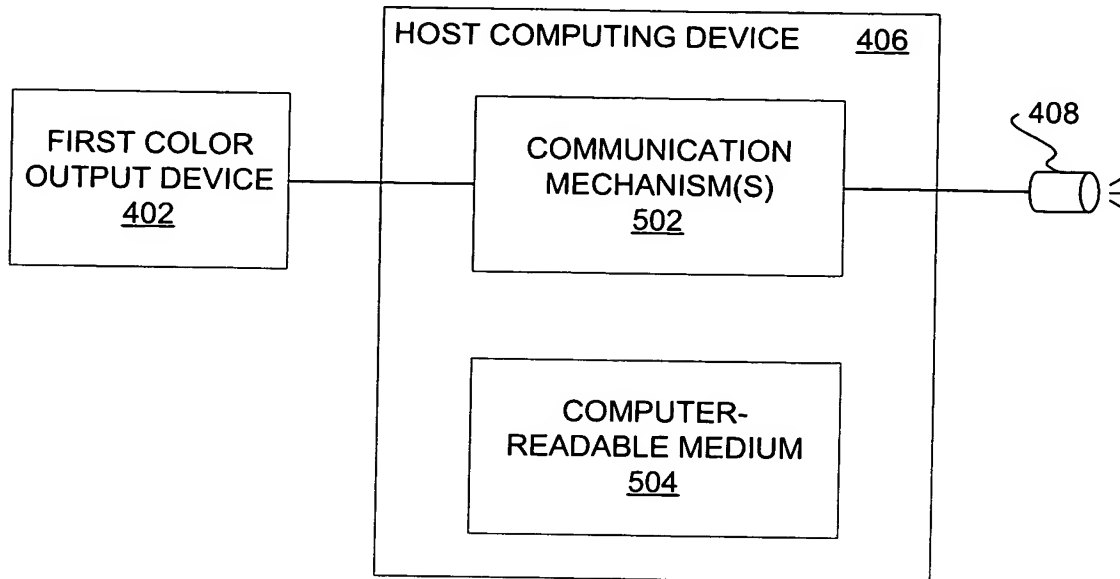 HOST COMPUTING DEVICE 406
FIRST COLOR
OUTPUT DEVICE
402
COMMUNICATION
MECHANISM(S)
502
408
COMPUTER-
READABLE MEDIUM
504